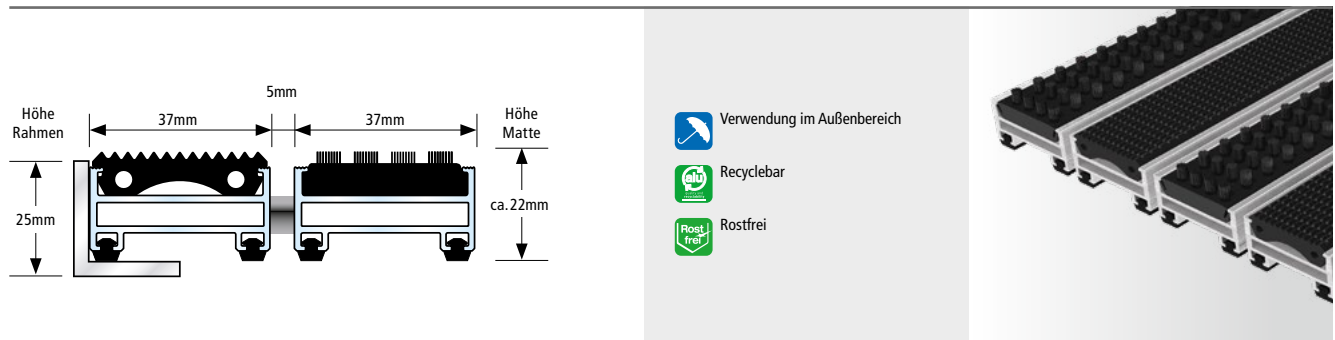 5mm
Höhe
Rahmen
37mm
37mm
Höhe
Matte
25mm
ca.22mm
Verwendung im Außenbereich
alu
Recyclebar
Rost
frei
Rostfrei